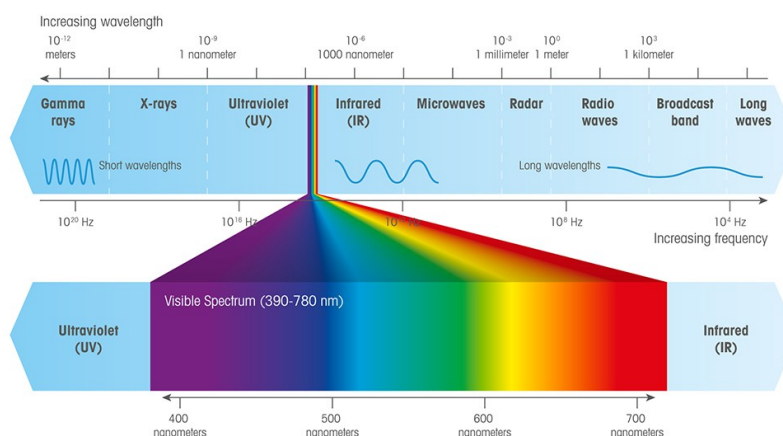 Increasing wavelength
10-12 10-9 10-6 10-3 100 103
meters 1 nanometer 1000 nanometer 1 millimeter 1 meter 1 kilometer
Gamma X-rays Ultraviolet Infrared Microwaves Radar Radio Broadcast Long
rays (UV) (IR) waves band waves
Short wavelengths Long wavelengths
1020 Hz 1016 Hz 108 Hz 104 Hz
Increasing frequency
Visible Spectrum (390-780 nm)
Ultraviolet Infrared
(UV) (IR)
400 500 600 700
nanometers nanometers nanometers nanometers